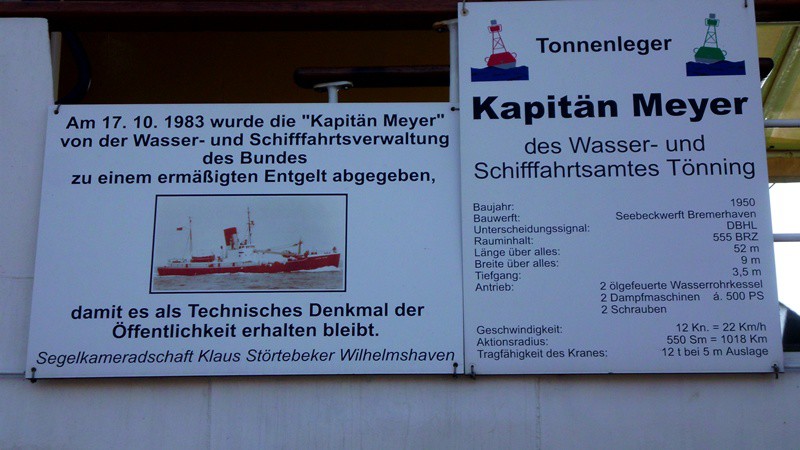 Am 17. 10. 1983 wurde die "Kapitän Meyer"
von der Wasser- und Schifffahrtsverwaltung
des Bundes
zu einem ermäßigten Entgelt abgegeben,
damit es als Technisches Denkmal der
Öffentlichkeit erhalten bleibt.
Segelkameradschaft Klaus Störtebeker Wilhelmshaven
Tonnenleger
Kapitän Meyer
des Wasser- und
Schifffahrtsamtes Tönning
Baujahr: 1950
Bauwerft: Seebeckwerft Bremerhaven
Unterscheidungssignal: DBHL
Rauminhalt: 555 BRZ
Länge über alles: 52 m
Breite über alles: 9 m
Tiefgang: 3,5 m
Antrieb: 2 ölgefeuerte Wasserrohrkessel
2 Dampfmaschinen á. 500 PS
2 Schrauben
Geschwindigkeit: 12 Kn. = 22 Km/h
Aktionsradius: 550 Sm = 1018 Km
Tragfähigkeit des Kranes: 12 t bei 5 m Auslage